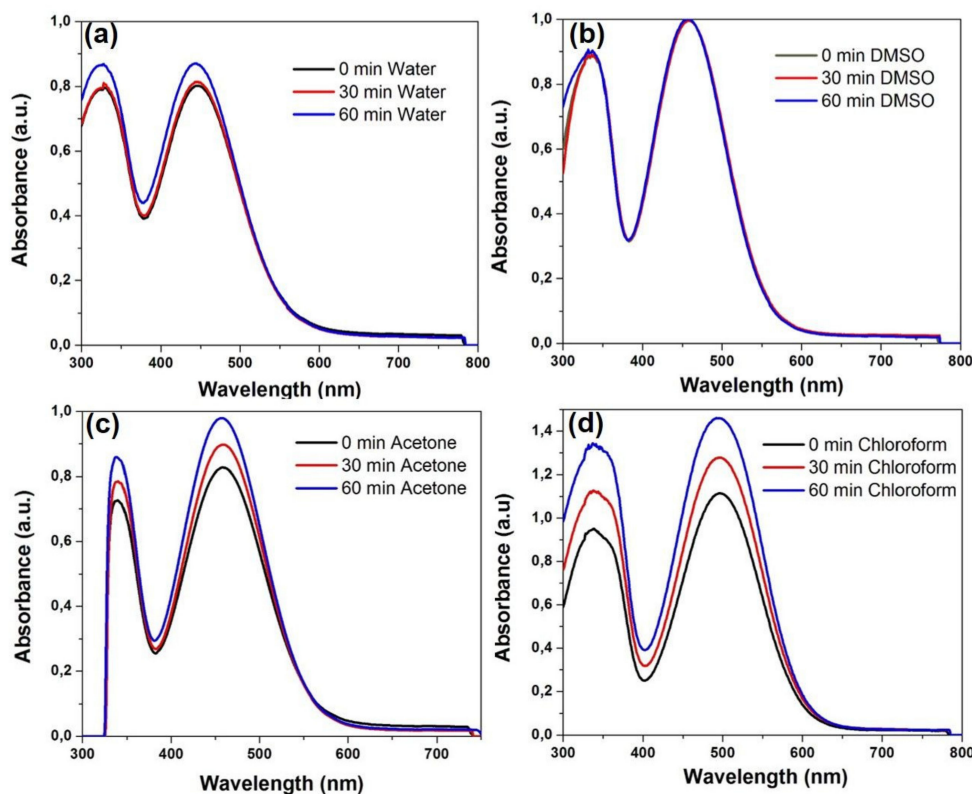 (a)
0 min Water
30 min Water
60 min Water
Absorbance (a.u.)
1,0
0,8
0,6
0,4
0,2
0,0
300 400 500 600 700 800
Wavelength (nm)
(b)
0 min DMSO
30 min DMSO
60 min DMSO
Absorbance (a.u.)
1,0
0,8
0,6
0,4
0,2
0,0
300 400 500 600 700 800
Wavelength (nm)
(c)
0 min Acetone
30 min Acetone
60 min Acetone
Absorbance (a.u.)
1,0
0,8
0,6
0,4
0,2
0,0
300 400 500 600 700
Wavelength (nm)
(d)
0 min Chloroform
30 min Chloroform
60 min Chloroform
Absorbance (a.u)
1,4
1,2
1,0
0,8
0,6
0,4
0,2
0,0
300 400 500 600 700 800
Wavelength (nm)